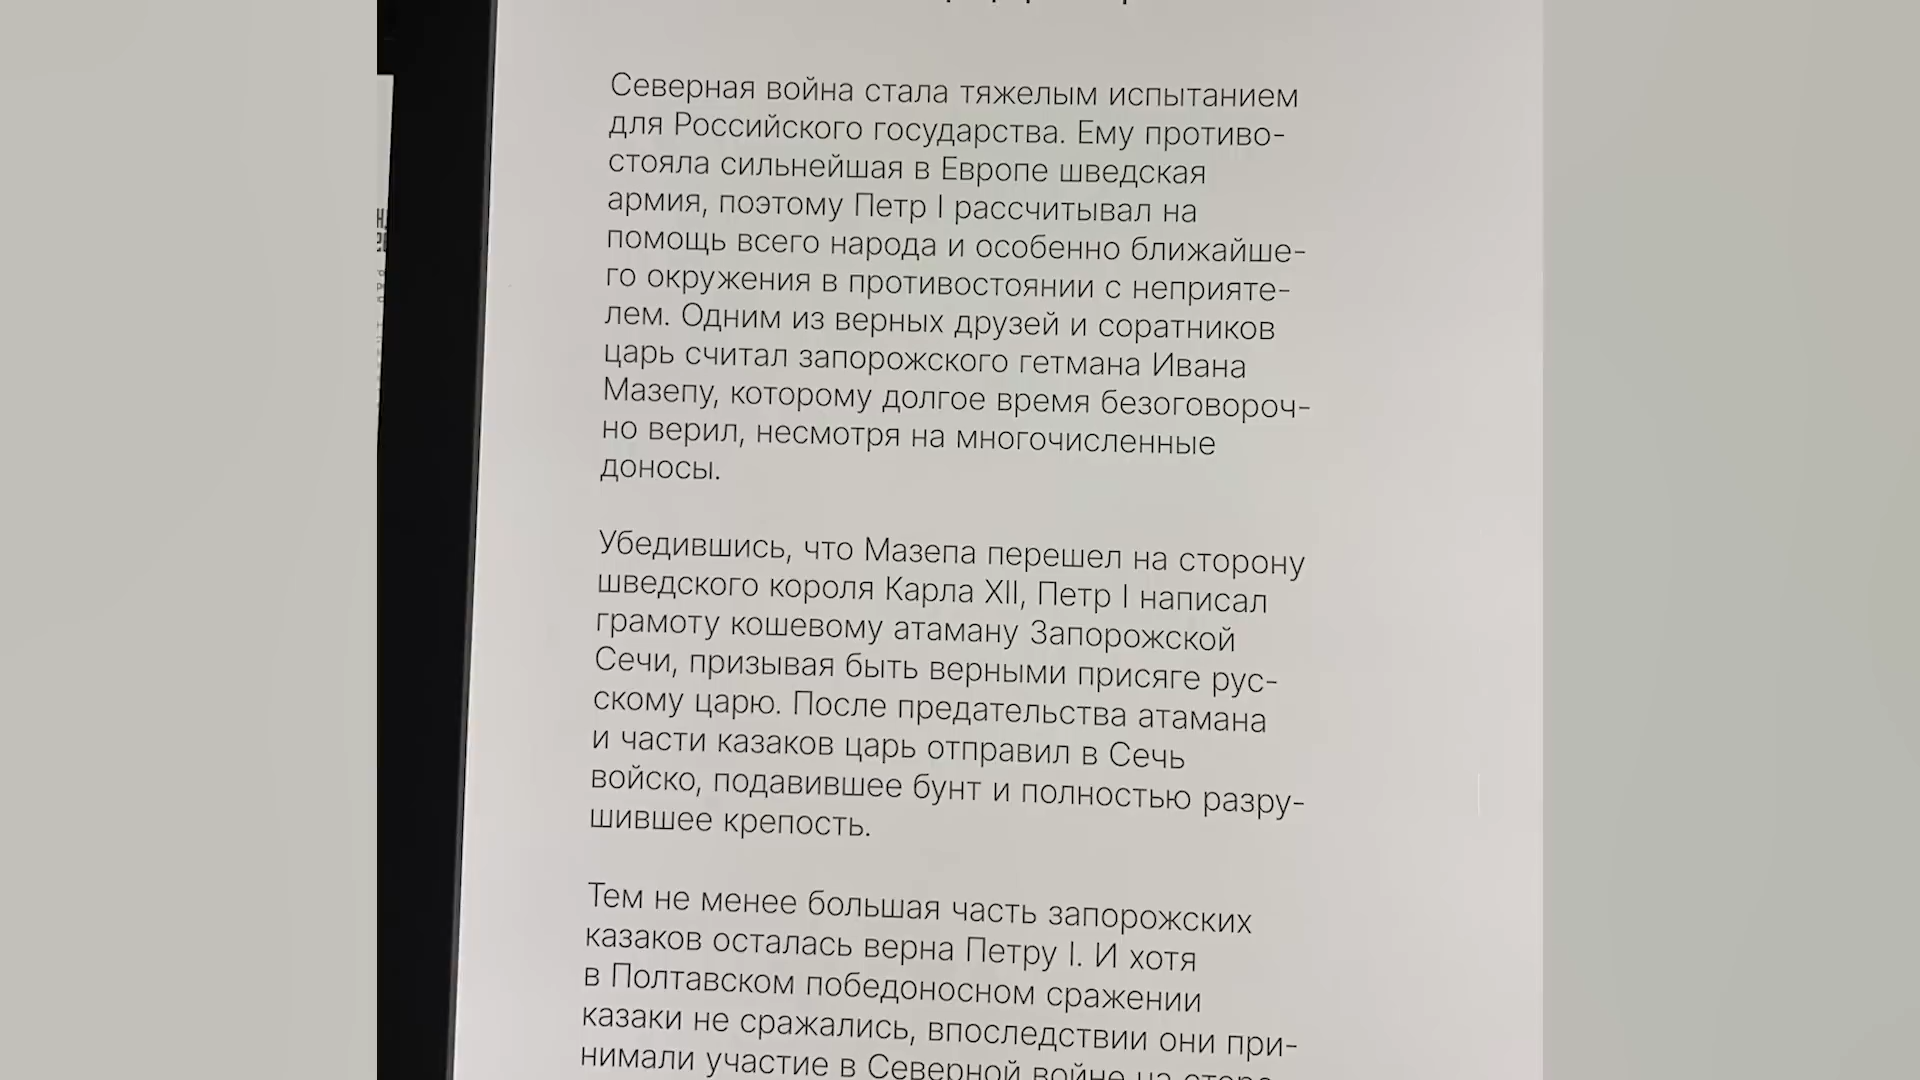 Северная война стала тяжелым испытанием
для Российского государства. Ему противо-
стояла сильнейшая в Европе шведская
армия, поэтому Петр I рассчитывал на
помощь всего народа и особенно ближайше-
го окружения в противостоянии с неприяте-
лем. Одним из верных друзей и соратников
царь считал запорожского гетмана Ивана
Мазепу, которому долгое время безоговороч-
но верил, несмотря на многочисленные
доносы.
Убедившись, что Мазепа перешел на сторону
шведского короля Карла XII, Петр I написал
грамоту кошевому атаману Запорожской
Сечи, призывая быть верными присяге рус-
скому царю. После предательства атамана
и части казаков царь отправил в Сечь
войско, подавившее бунт и полностью разру-
шившее крепость.
Тем не менее большая часть запорожских
казаков осталась верна Петру I. И хотя
в Полтавском победоносном сражении
казаки не сражались, впоследствии они при-
нимали участие в Северной войне на